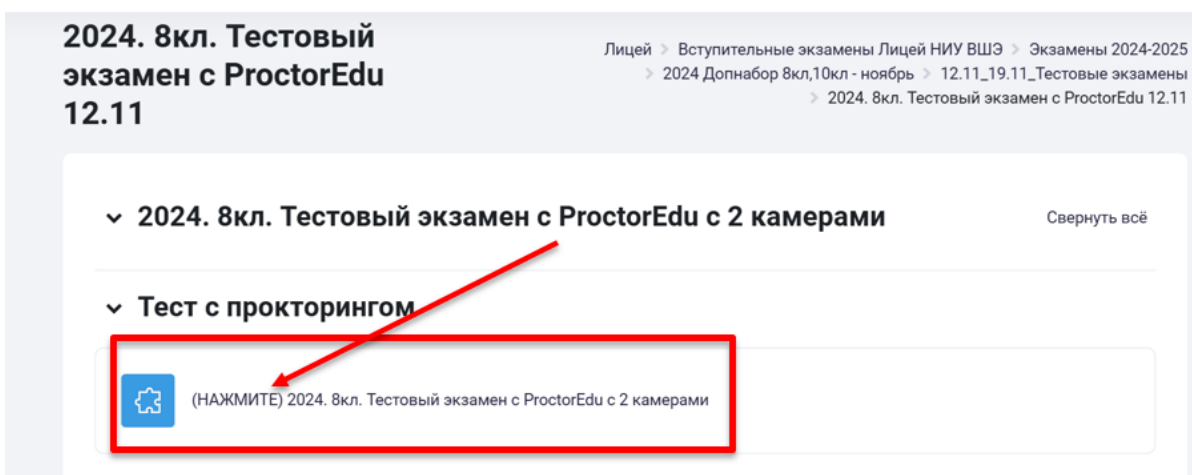 2024. 8кл. Тестовый
экзамен с ProctorEdu
12.11
Лицей > Вступительные экзамены Лицей НИУ ВШЭ > Экзамены 2024-2025
> 2024 Допнабор 8кл,10кл - ноябрь > 12.11_19.11_Тестовые экзамены
> 2024. 8кл. Тестовый экзамен с ProctorEdu 12.11
2024. 8кл. Тестовый экзамен с ProctorEdu с 2 камерами
Свернуть всё
Тест с прокторингом
(НАЖМИТЕ) 2024. 8кл. Тестовый экзамен с ProctorEdu с 2 камерами